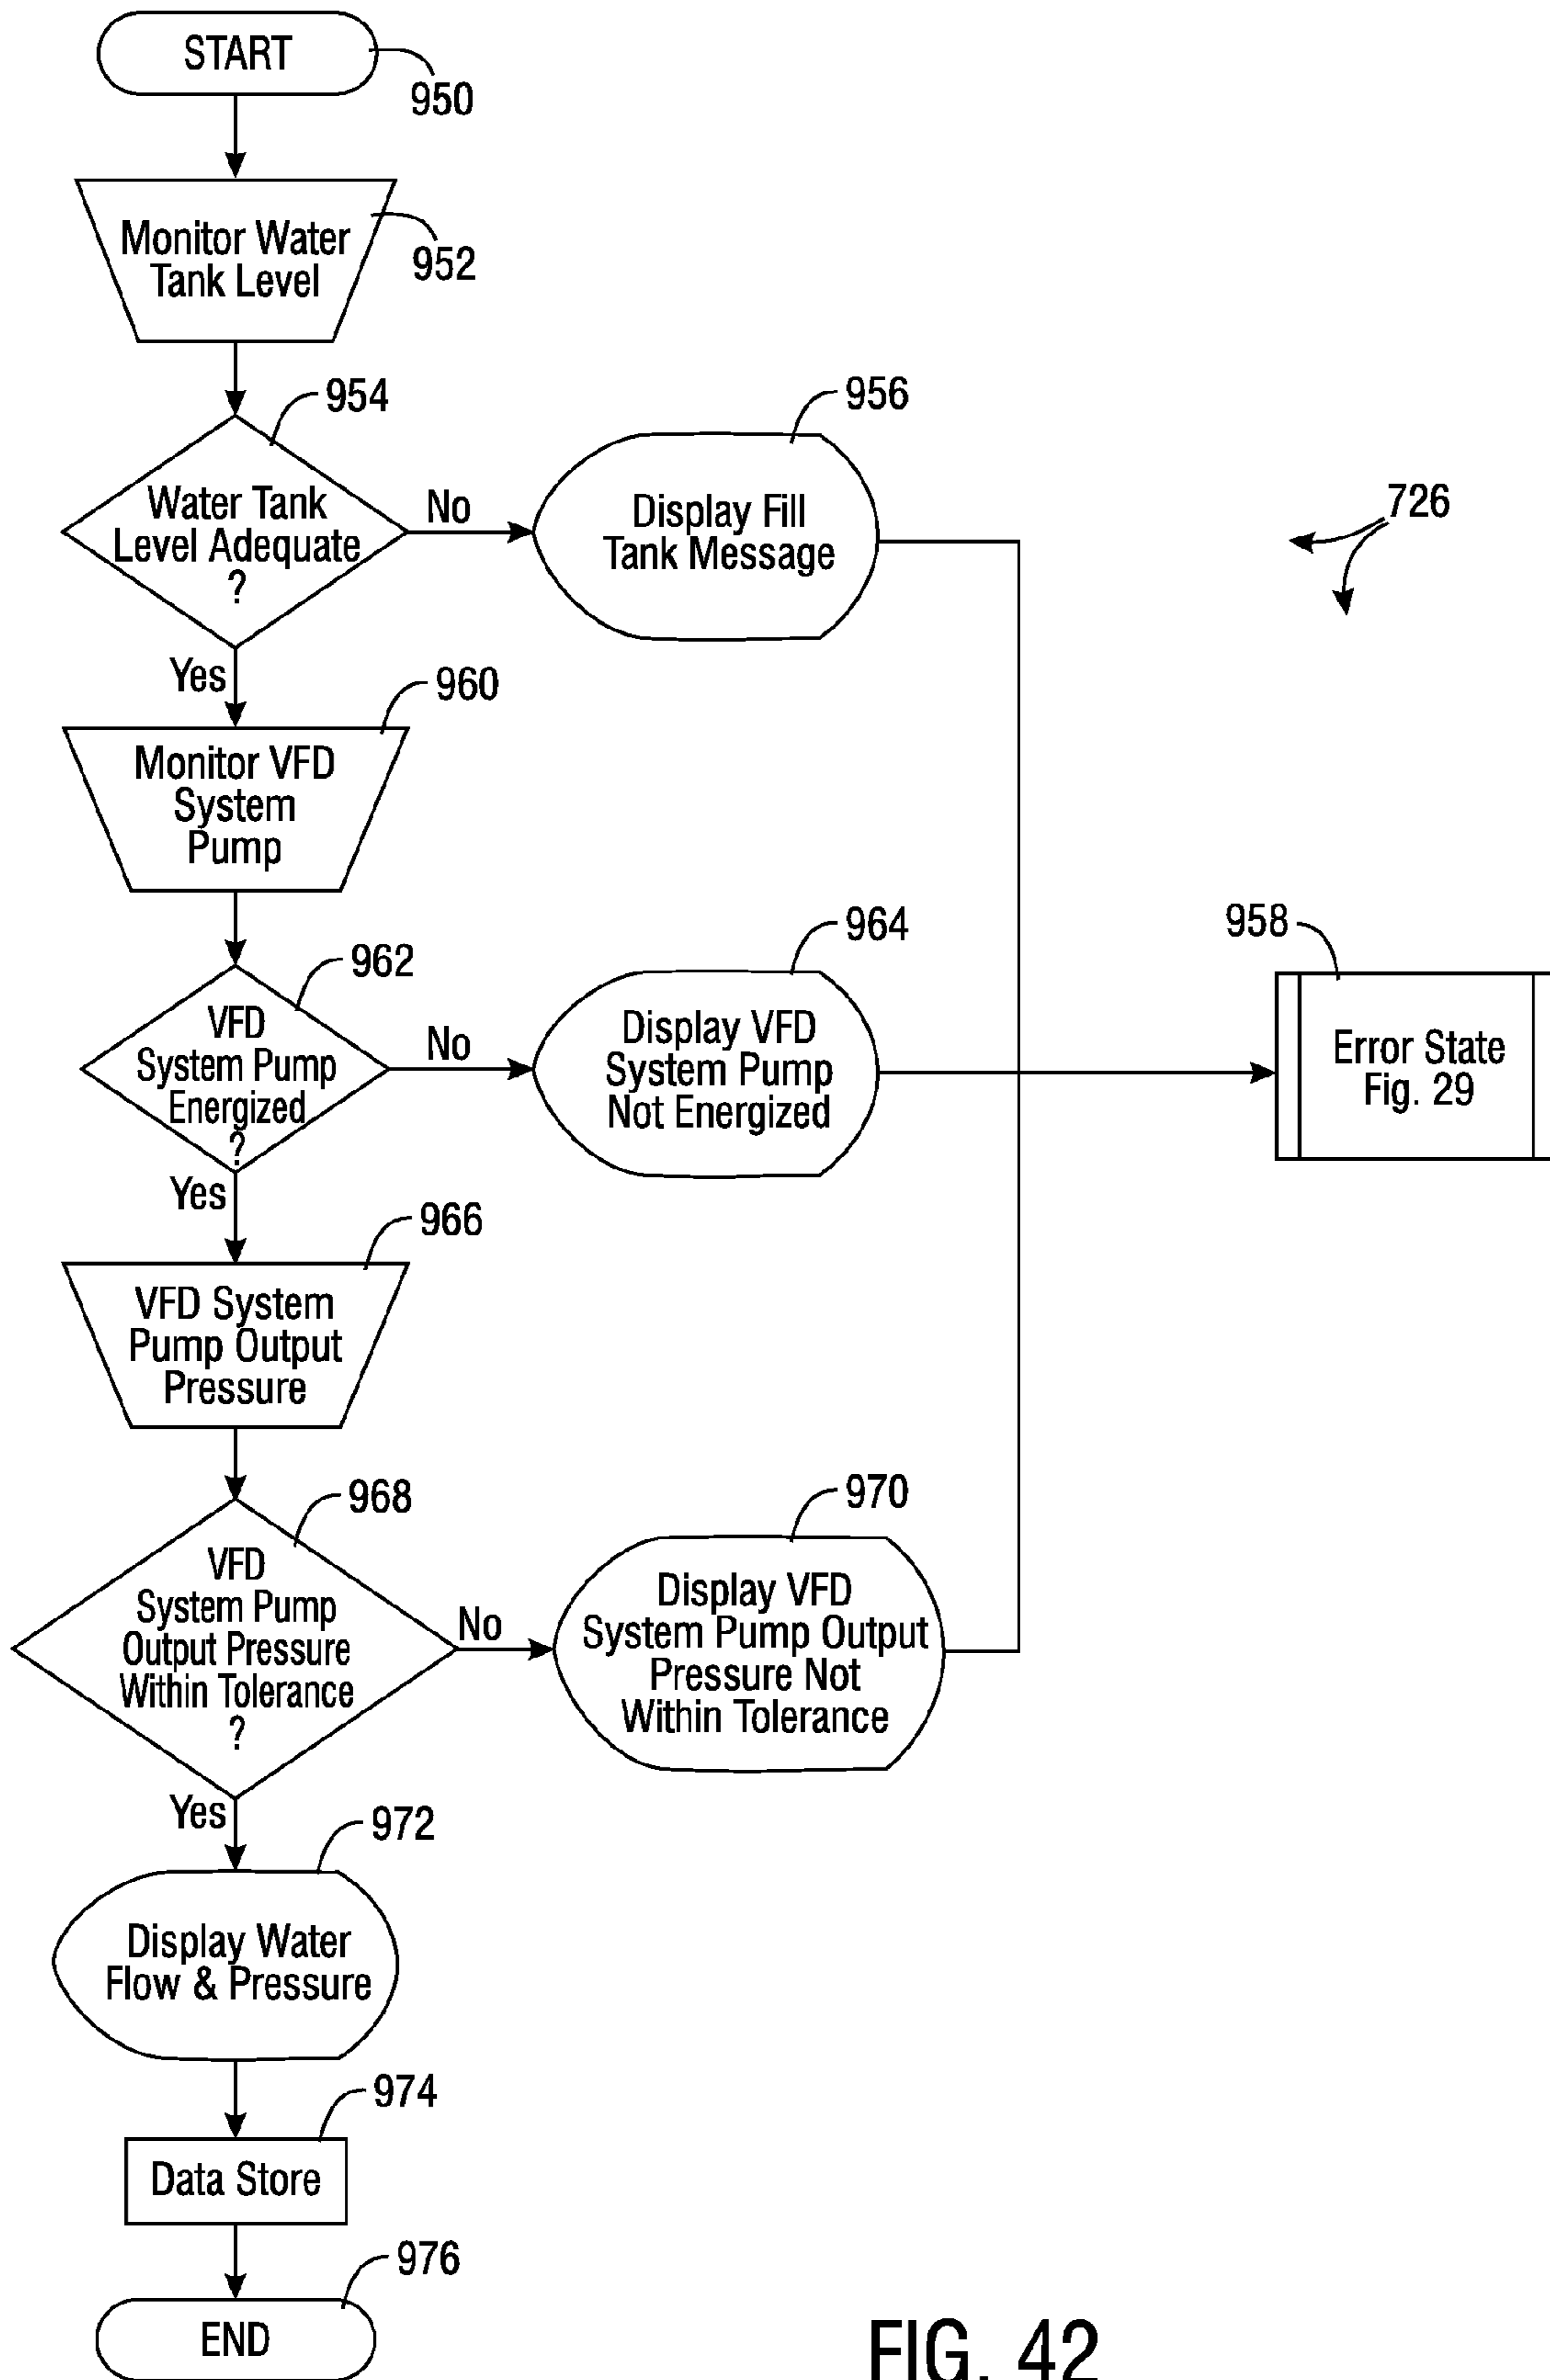 START
950
Monitor Water
Tank Level
952
954
Water Tank
Level Adequate
?
No
956
Display Fill
Tank Message
726
Yes
960
Monitor VFD
System
Pump
962
VFD
System Pump
Energized
?
No
964
Display VFD
System Pump
Not Energized
958
Error State
Fig. 29
Yes
966
VFD System
Pump Output
Pressure
968
VFD
System Pump
Output Pressure
Within Tolerance
?
No
970
Display VFD
System Pump Output
Pressure Not
Within Tolerance
Yes
972
Display Water
Flow & Pressure
974
Data Store
976
END
FIG. 42